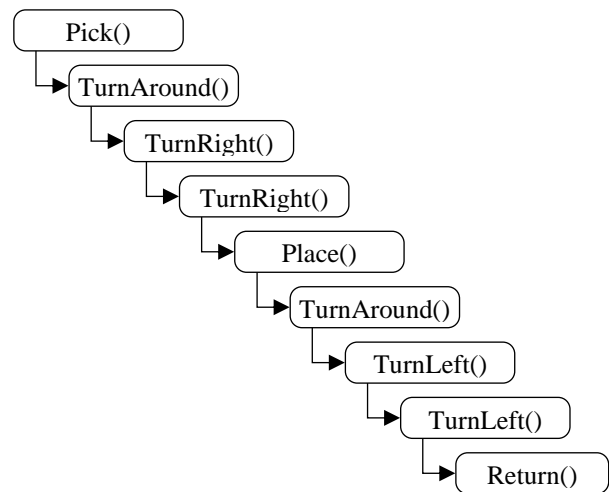 Pick()
TurnAround()
TurnRight()
TurnRight()
Place()
TurnAround()
TurnLeft()
TurnLeft()
Return()